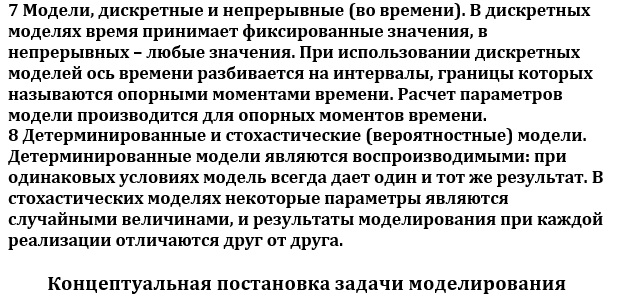 7 Модели, дискретные и непрерывные (во времени). В дискретных
моделях время принимает фиксированные значения, в
непрерывных – любые значения. При использовании дискретных
моделей ось времени разбивается на интервалы, границы которых
называются опорными моментами времени. Расчет параметров
модели производится для опорных моментов времени.
8 Детерминированные и стохастические (вероятностные) модели.
Детерминированные модели являются воспроизводимыми: при
одинаковых условиях модель всегда дает один и тот же результат. В
стохастических моделях некоторые параметры являются
случайными величинами, и результаты моделирования при каждой
реализации отличаются друг от друга.
Концептуальная постановка задачи моделирования